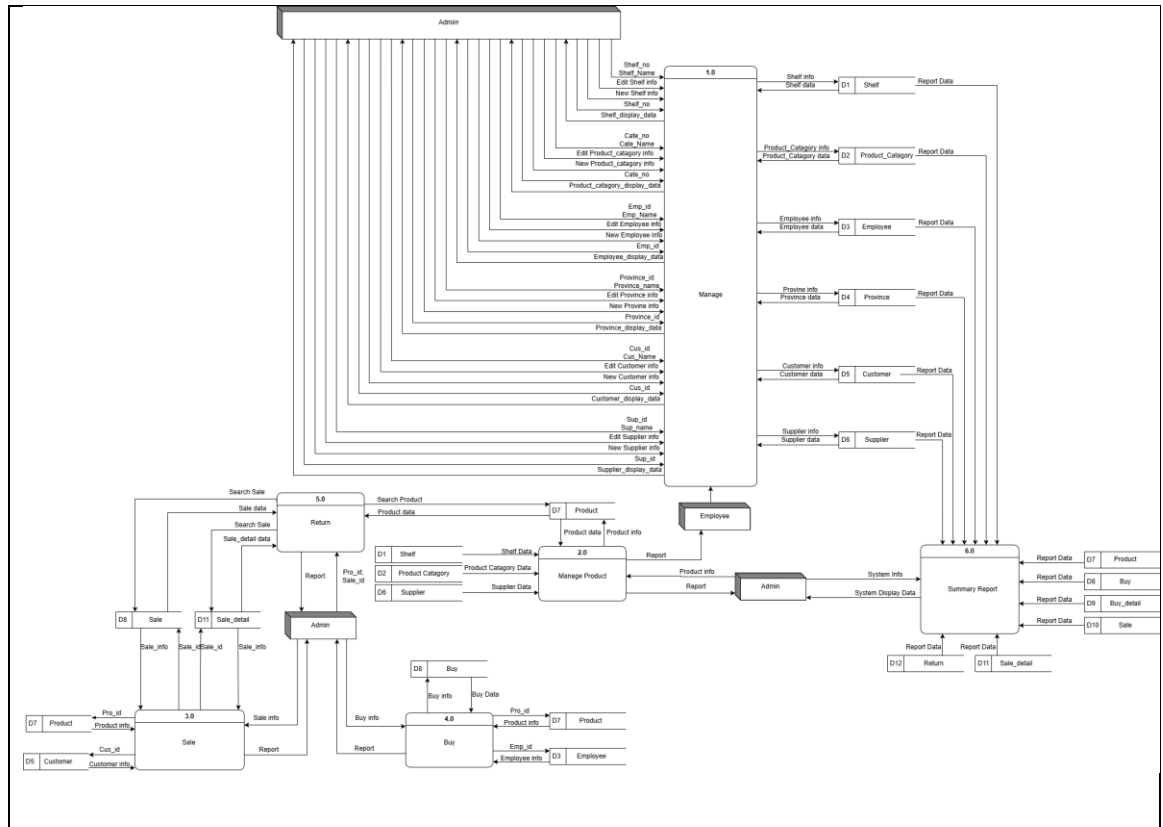 Admin
Shelf_no
Shelf_Name
Edit Shelf info
New Shelf info
Shelf_no
Shelf_display_data
Cate_no
Cate_Name
Edit Product_catagory info
New Product_catagory info
Cate_no
Product_catagory_display_data
Emp_id
Emp_Name
Edit Employee info
New Employee info
Emp_id
Employee_display_data
Province_id
Province_name
Edit Province info
New Provine info
Province_id
Province_display_data
Cus_id
Cus_Name
Edit Customer info
New Customer info
Cus_id
Customer_display_data
Sup_id
Sup_name
Edit Supplier info
New Supplier info
Sup_id
Supplier_display_data
1.0
Manage
Shelf info
Shelf data
D1 Shelf
Report Data
Product_Catagory info
Product_Catagory data
D2 Product_Catagory
Report Data
Employee info
Employee data
D3 Employee
Report Data
Provine info
Province data
D4 Province
Report Data
Customer info
Customer data
D5 Customer
Report Data
Supplier info
Supplier data
D6 Supplier
Report Data
Employee
Search Sale
Sale data
Search Sale
Sale_detail data
5.0
Return
Search Product
Product data
D7 Product
Product data
Product info
D1 Shelf
Shelf Data
D2 Product Catagory
Product Catagory Data
D6 Supplier
Supplier Data
2.0
Manage Product
Report
Product info
Report
Admin
System Info
System Display Data
6.0
Summary Report
Report Data
D7 Product
Report Data
D8 Buy
Report Data
D9 Buy_detail
Report Data
D10 Sale
Report Data
Report Data
D12 Return
D11 Sale_detail
Report
Pro_id,
Sale_id
D8 Sale
D11 Sale_detail
Admin
Sale_info
Sale_id
Sale_id
Sale_info
D8 Buy
Buy info
Buy Data
Pro_id
D7 Product
Product info
Cus_id
D5 Customer
Customer info
3.0
Sale
Sale info
Report
Buy info
Report
4.0
Buy
Pro_id
Product info
D7 Product
Emp_id
Employee info
D3 Employee